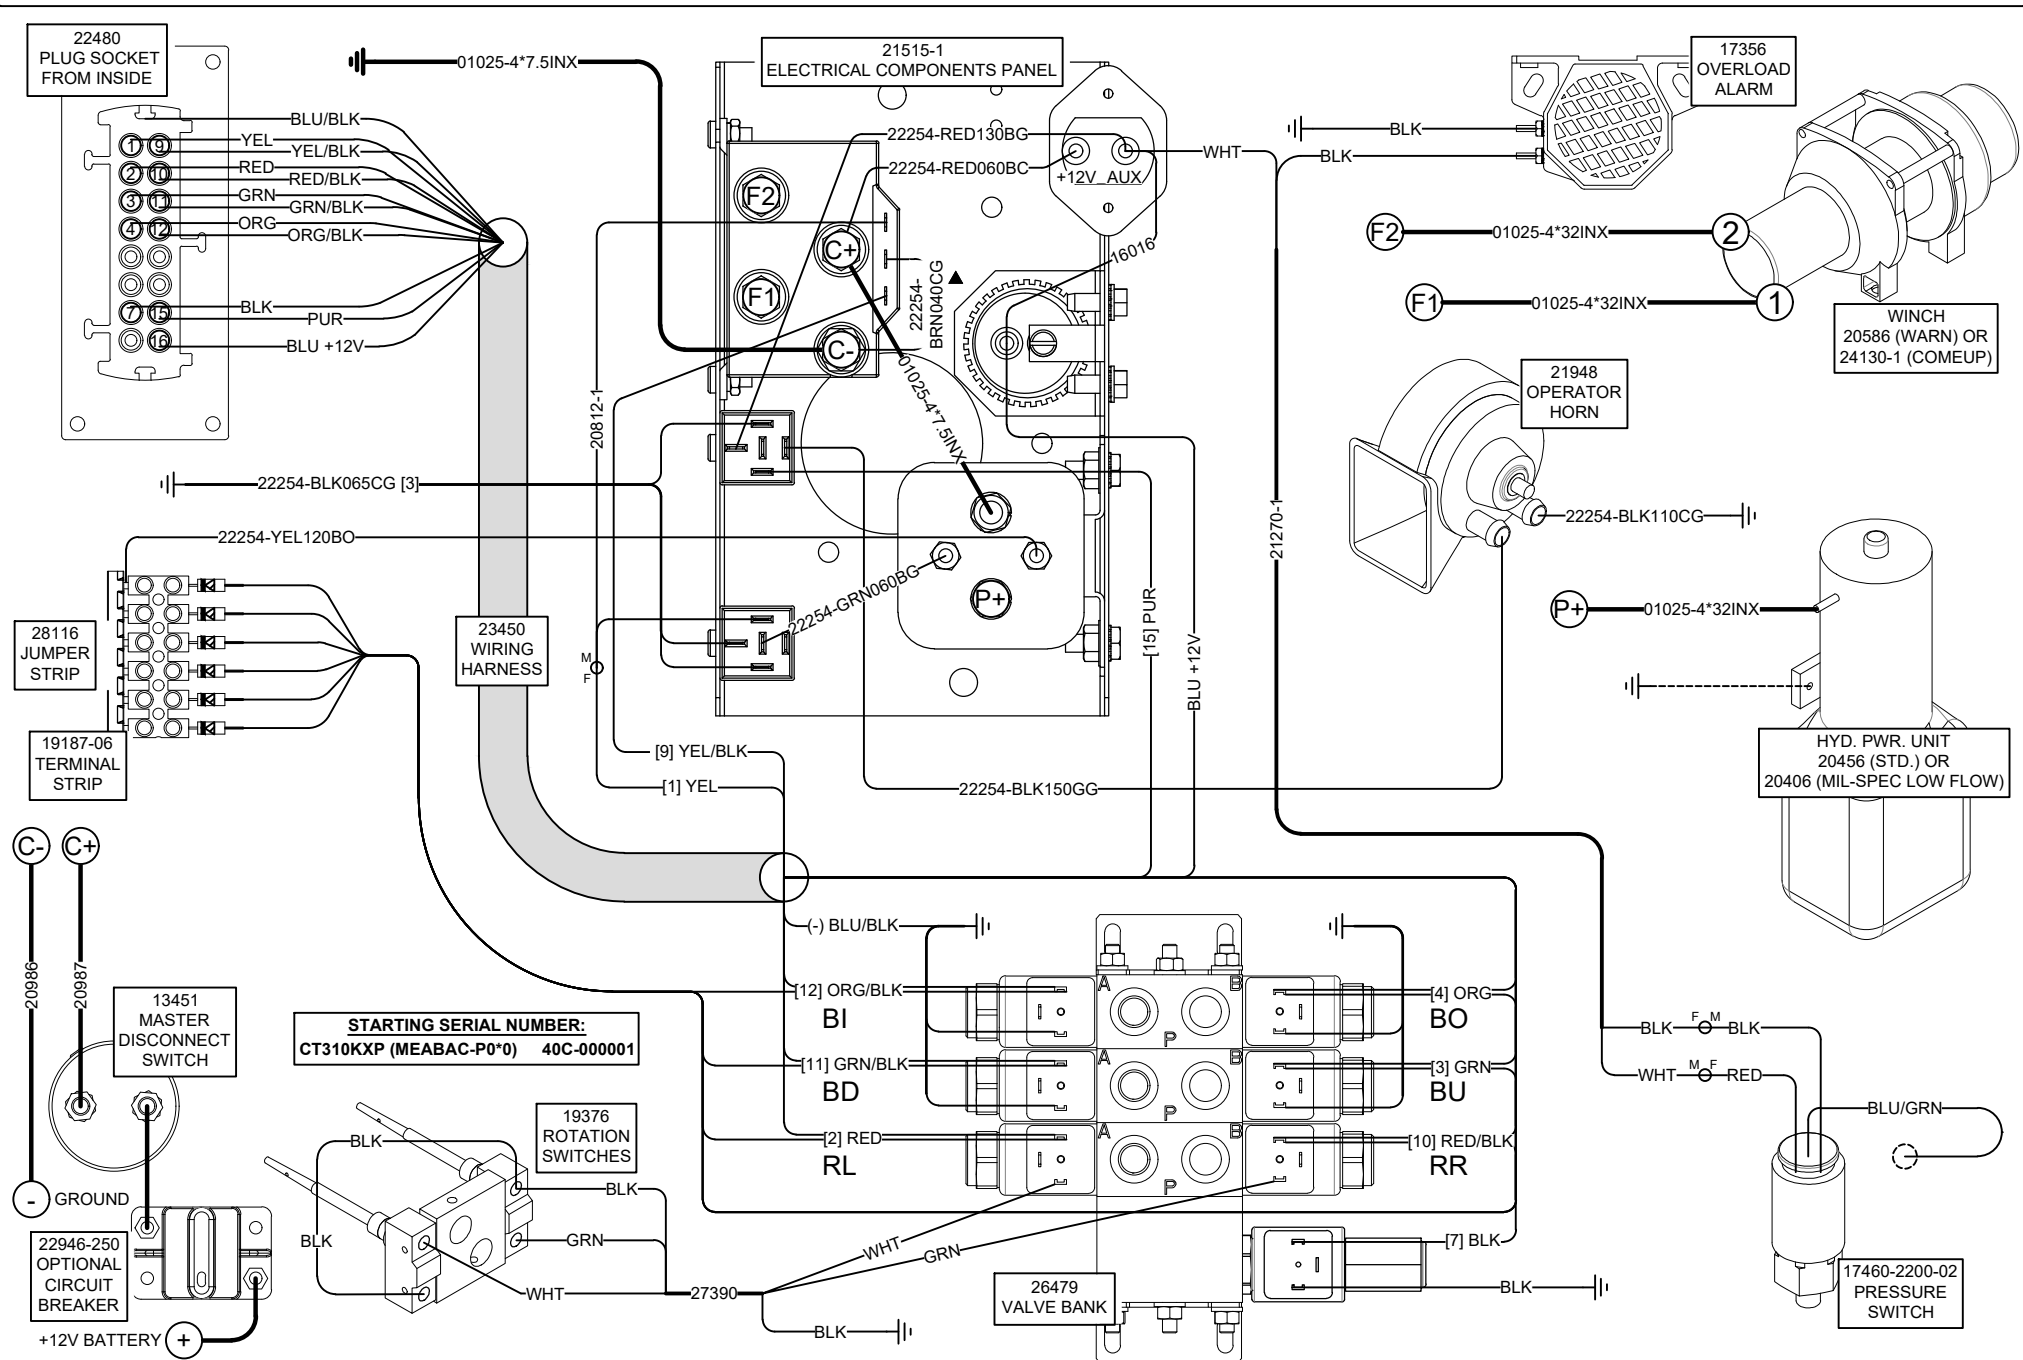 22480
PLUG SOCKET
FROM INSIDE
01025-4*7.5INX
21515-1
ELECTRICAL COMPONENTS PANEL
17356
OVERLOAD
ALARM
BLU/BLK
YEL
YEL/BLK
RED
RED/BLK
GRN
GRN/BLK
ORG
ORG/BLK
BLK
PUR
BLU +12V
1
9
2
10
3
11
4
12
7
15
16
22254-RED130BG
22254-RED060BC
+12V_AUX
WHT
BLK
BLK
F2
C+
F1
C-
22254-
BRN040CG
16016
01025-4*7.5INX
F2
01025-4*32INX
2
F1
01025-4*32INX
1
WINCH
20586 (WARN) OR
24130-1 (COMEUP)
21948
OPERATOR
HORN
20812-1
22254-BLK065CG [3]
22254-BLK110CG
22254-YEL120BO
22254-GRN060BG
P+
21270-1
P+
01025-4*32INX
28116
JUMPER
STRIP
23450
WIRING
HARNESS
M
F
[15] PUR
BLU +12V
19187-06
TERMINAL
STRIP
[9] YEL/BLK
[1] YEL
22254-BLK150GG
HYD. PWR. UNIT
20456 (STD.) OR
20406 (MIL-SPEC LOW FLOW)
C-
C+
20986
20987
(-) BLU/BLK
13451
MASTER
DISCONNECT
SWITCH
STARTING SERIAL NUMBER:
CT310KXP (MEABAC-P0*0) 40C-000001
[12] ORG/BLK
BI
A
B
P
[4] ORG
BO
[11] GRN/BLK
BD
A
B
P
[3] GRN
BU
[2] RED
RL
A
B
P
[10] RED/BLK
RR
BLK
F
M
BLK
WHT
M
F
RED
BLU/GRN
19376
ROTATION
SWITCHES
BLK
BLK
BLK
GRN
WHT
27390
WHT
GRN
BLK
-
GROUND
22946-250
OPTIONAL
CIRCUIT
BREAKER
+12V BATTERY
+
26479
VALVE BANK
[7] BLK
BLK
17460-2200-02
PRESSURE
SWITCH